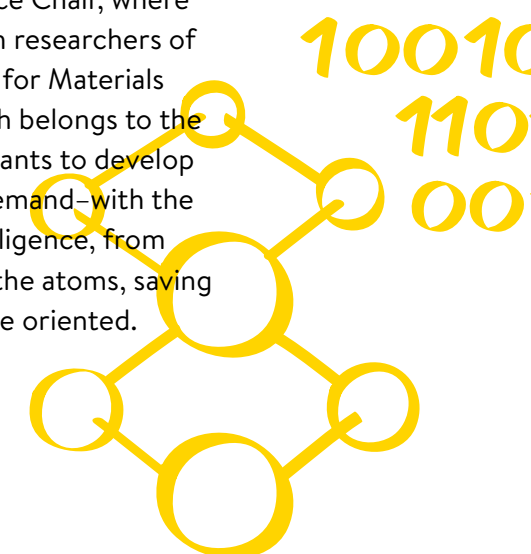 ce Chair, where
n researchers of
for Materials
h belongs to the
ants to develop
emand–with the
ligence, from
the atoms, saving
e oriented.
10010
110
00